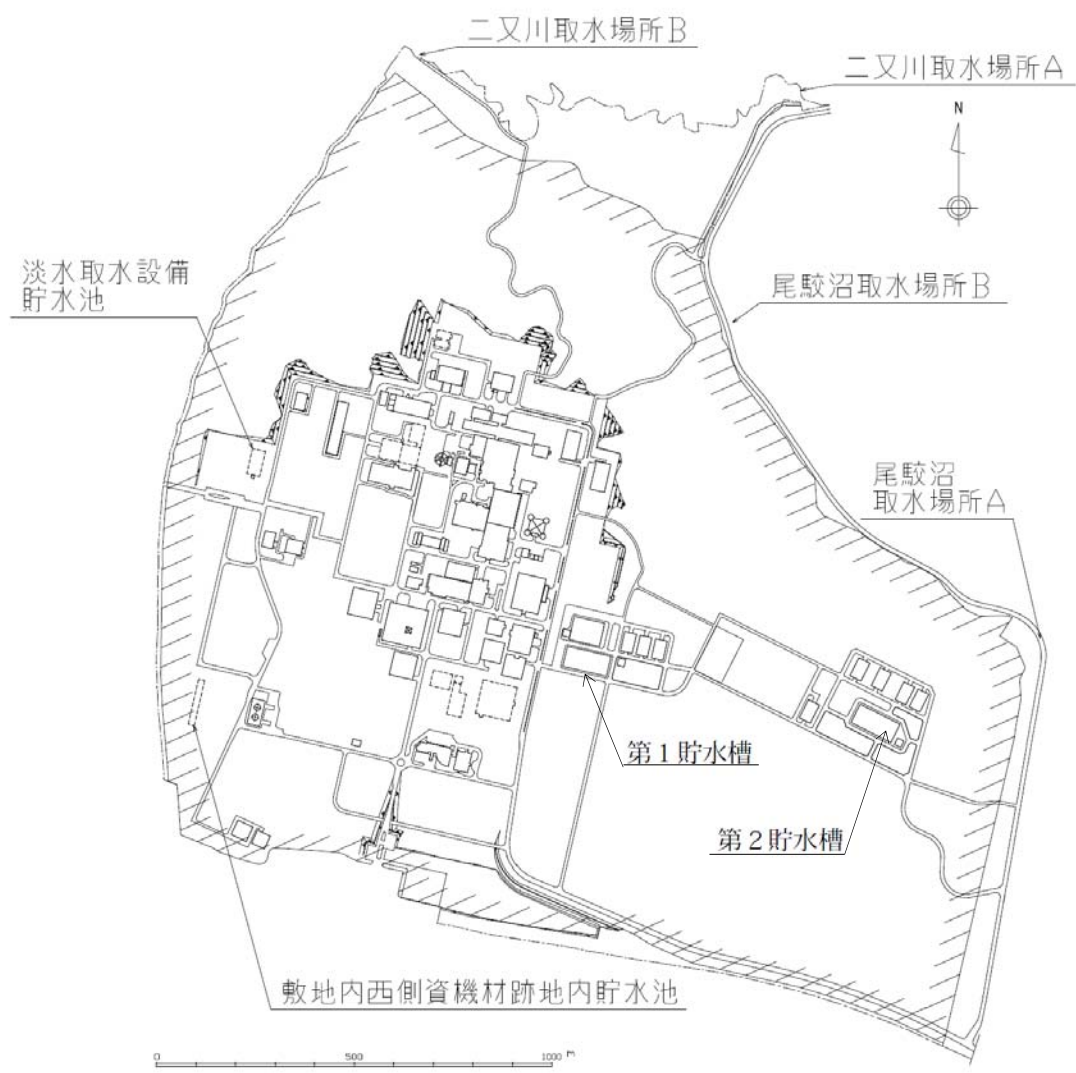 二又川取水場所B
二又川取水場所A
N
淡水取水設備
貯水池
尾駮沼取水場所B
尾駮沼
取水場所A
第1貯水槽
第2貯水槽
敷地内西側資機材跡地内貯水池
0 500 1000 m